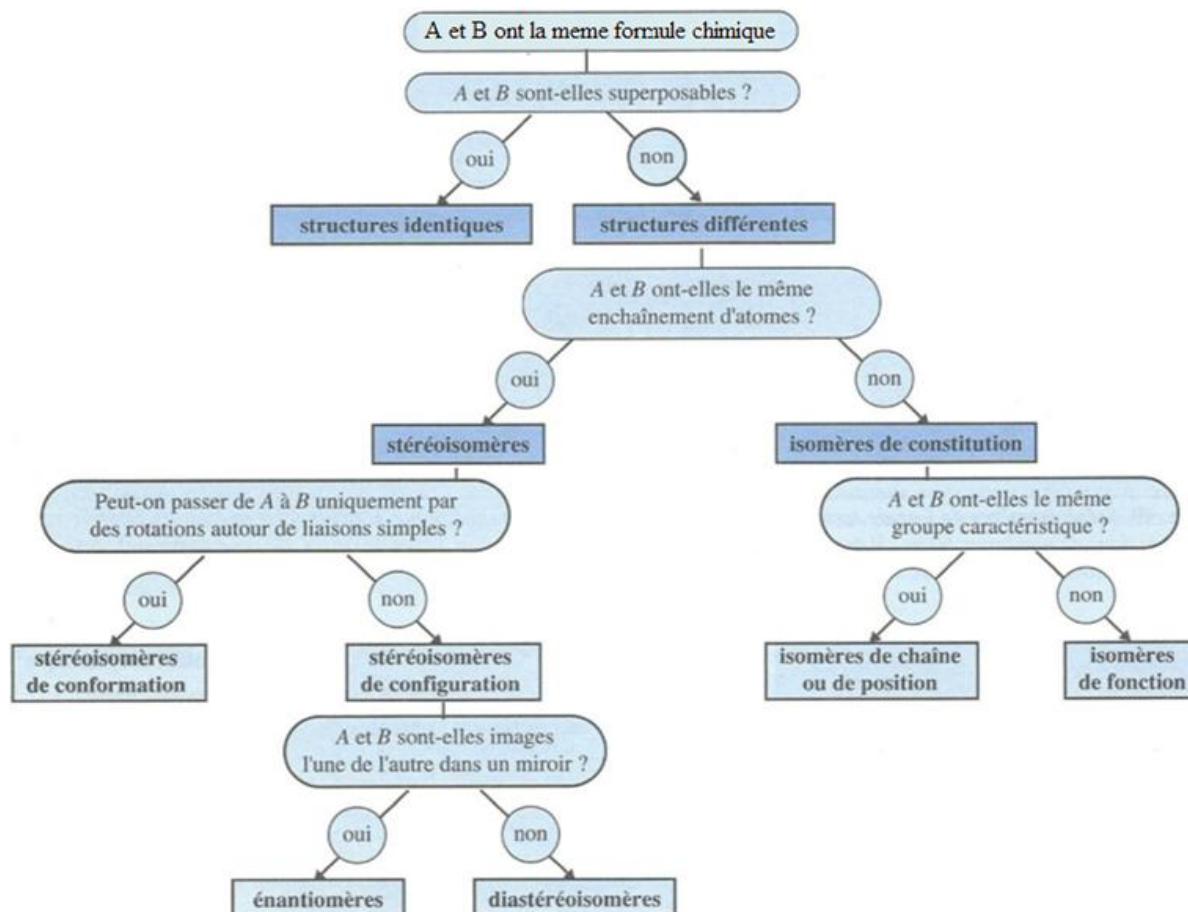 A et B ont la meme formule chimique
A et B sont-elles superposables ?
oui
non
structures identiques
structures différentes
A et B ont-elles le même
enchaînement d'atomes ?
oui
non
stéréoisomères
isomères de constitution
Peut-on passer de A à B uniquement par
des rotations autour de liaisons simples ?
A et B ont-elles le même
groupe caractéristique ?
oui
non
oui
non
stéréoisomères
de conformation
stéréoisomères
de configuration
isomères de chaîne
ou de position
isomères
de fonction
A et B sont-elles images
l'une de l'autre dans un miroir ?
oui
non
énantiomères
diastéréoisomères